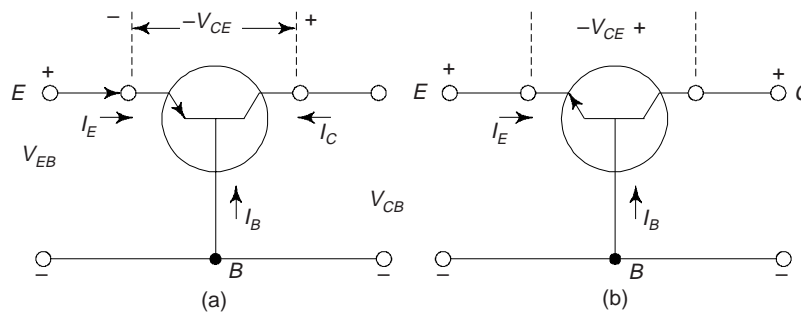 – –V_CE + –V_CE +
+ + +
E E C
I_E I_C I_E
V_EB
V_CB
I_B I_B
– B – – B –
(a) (b)